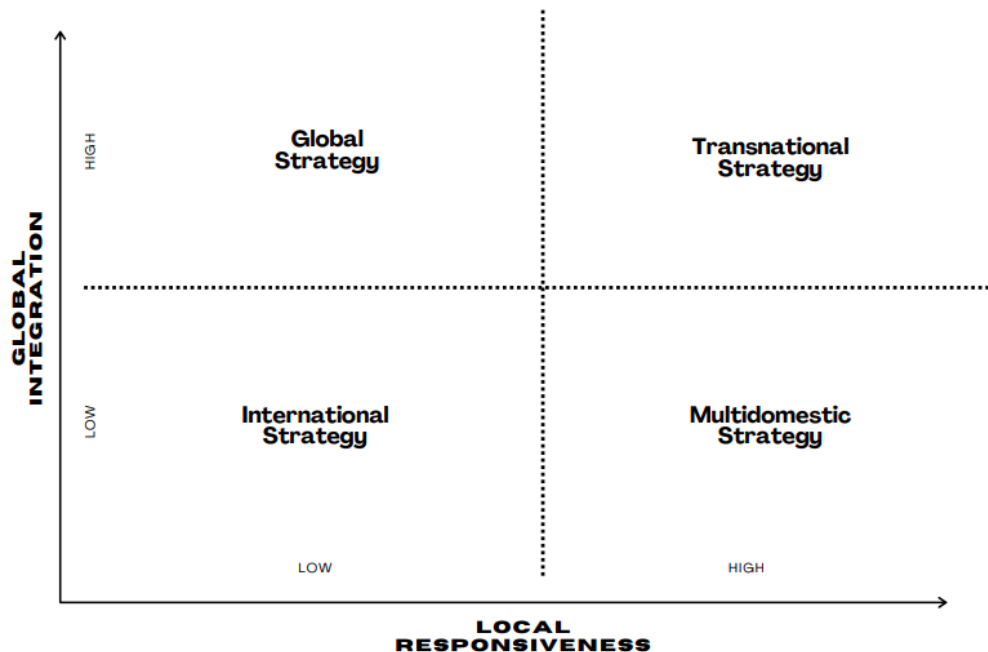 HIGH
Global
Strategy
Transnational
Strategy
GLOBAL
INTEGRATION
LOW
International
Strategy
Multidomestic
Strategy
LOW
HIGH
LOCAL
RESPONSIVENESS